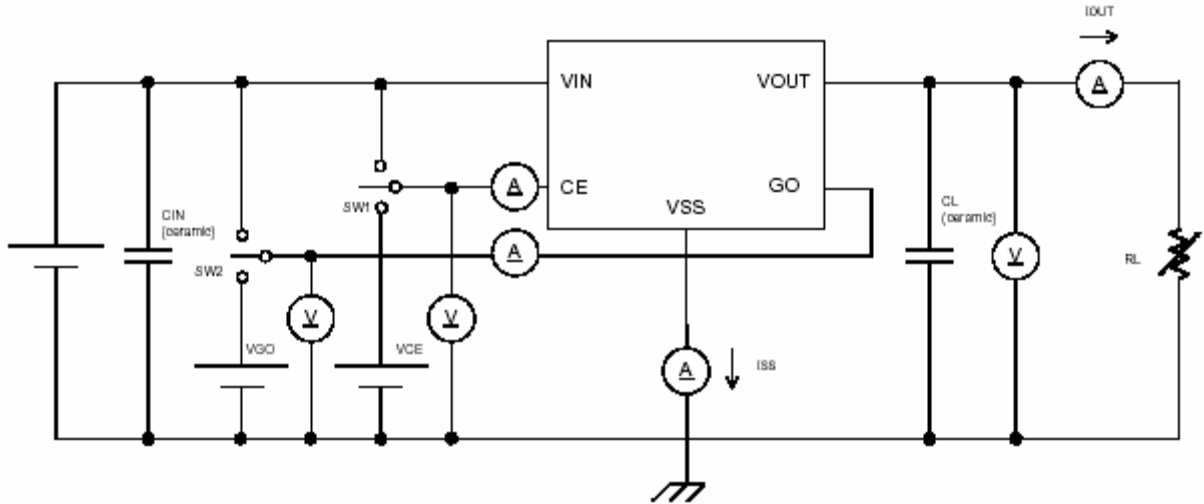 IOUT
A
VIN
VOUT
A
CE
GO
VSS
SW1
CIN
(ceramic)
CL
(ceramic)
SW2
A
V
RL
V
V
VGO
VCE
A
ISS